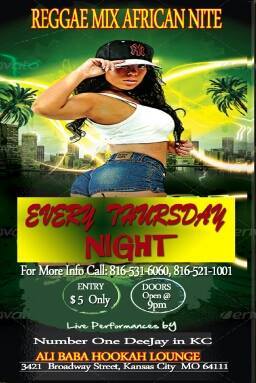 REGGAE MIX AFRICAN NITE
EVERY THURSDAY
NIGHT
For More Info Call: 816-531-6060, 816-521-1001
ENTRY
$ 5 Only
DOORS
Open @
9pm
Live Performances by
Number One DeeJay in KC
ALI BABA HOOKAH LOUNGE
3421 Broadway Street, Kansas City MO 64111